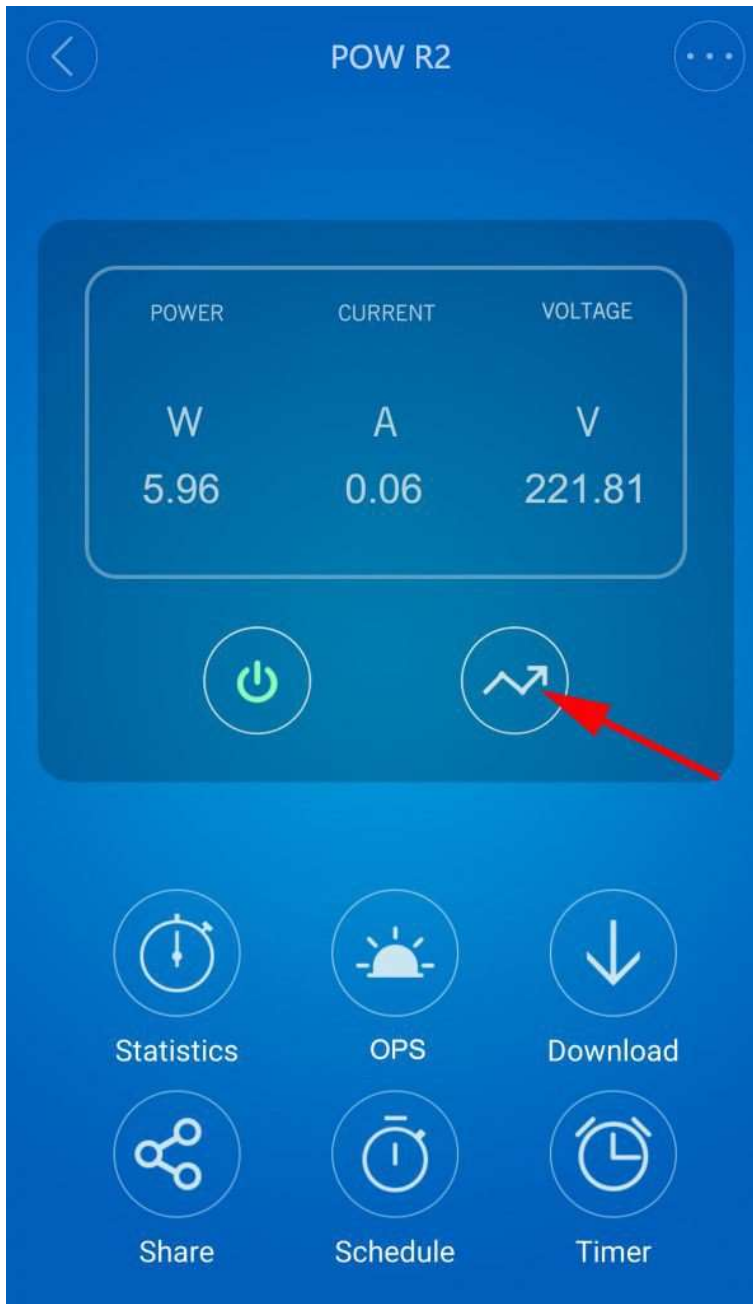 POW R2
POWER CURRENT VOLTAGE
W A V
5.96 0.06 221.81
Statistics OPS Download
Share Schedule Timer